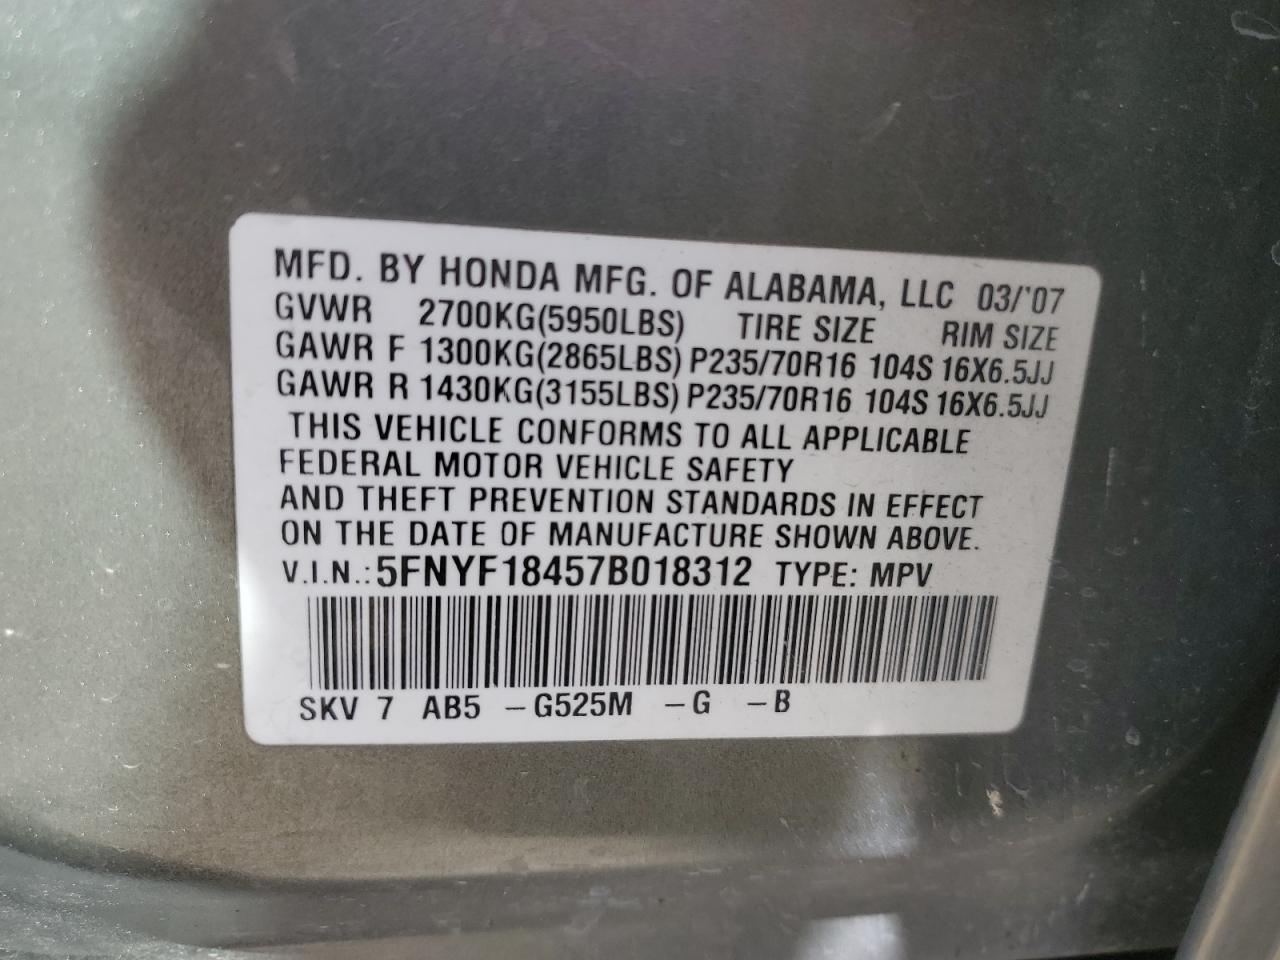 MFD. BY HONDA MFG. OF ALABAMA, LLC 03/'07
GVWR 2700KG(5950LBS) TIRE SIZE RIM SIZE
GAWR F 1300KG(2865LBS) P235/70R16 104S 16X6.5JJ
GAWR R 1430KG(3155LBS) P235/70R16 104S 16X6.5JJ
THIS VEHICLE CONFORMS TO ALL APPLICABLE
FEDERAL MOTOR VEHICLE SAFETY
AND THEFT PREVENTION STANDARDS IN EFFECT
ON THE DATE OF MANUFACTURE SHOWN ABOVE.
V.I.N.: 5FNYF18457B018312 TYPE: MPV
SKV 7 AB5 -G525M -G -B